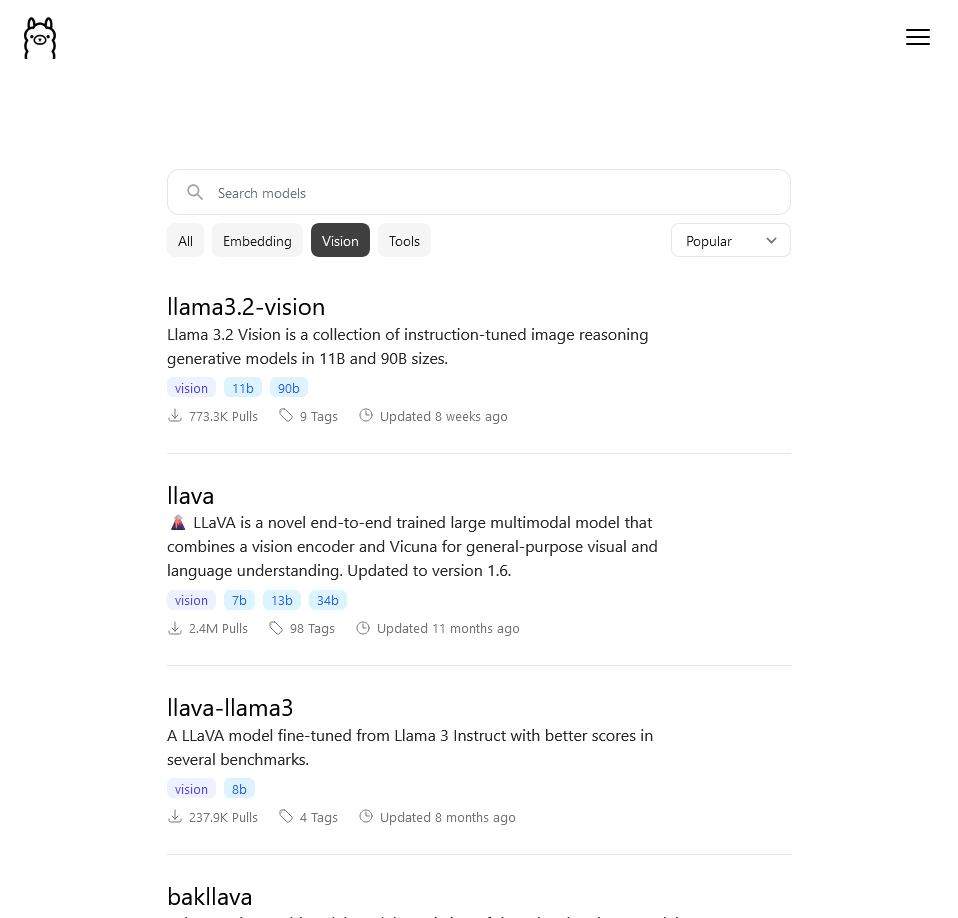 Search models
All Embedding Vision Tools Popular
llama3.2-vision
Llama 3.2 Vision is a collection of instruction-tuned image reasoning
generative models in 11B and 90B sizes.
vision 11b 90b
773.3K Pulls 9 Tags Updated 8 weeks ago
llava
🌋 LLaVA is a novel end-to-end trained large multimodal model that
combines a vision encoder and Vicuna for general-purpose visual and
language understanding. Updated to version 1.6.
vision 7b 13b 34b
2.4M Pulls 98 Tags Updated 11 months ago
llava-llama3
A LLaVA model fine-tuned from Llama 3 Instruct with better scores in
several benchmarks.
vision 8b
237.9K Pulls 4 Tags Updated 8 months ago
bakllava